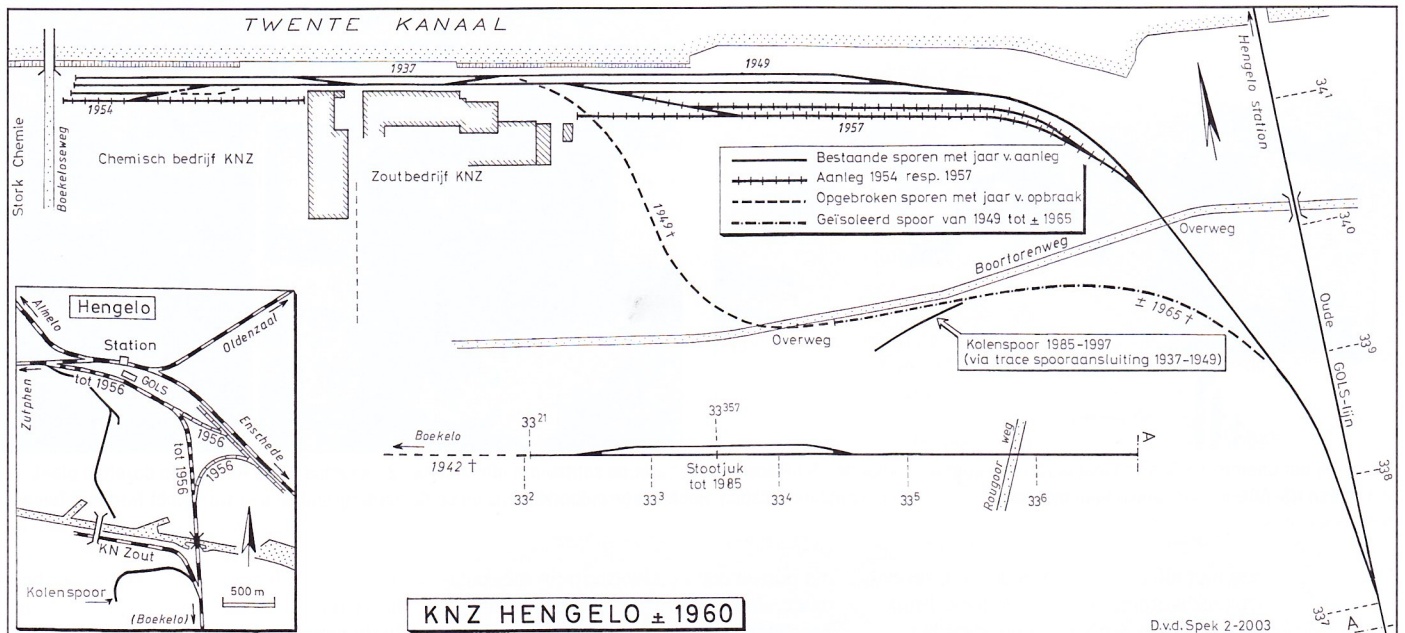 TWENTE KANAAL
Hengelo station
1937
1949
1954
1957
34¹
Stork Chemie
Boekeloseweg
Chemisch bedrijf KNZ
Zoutbedrijf KNZ
Bestaande sporen met jaar v. aanleg
Aanleg 1954 resp. 1957
Opgebroken sporen met jaar v. opbraak
Geïsoleerd spoor van 1949 tot ± 1965
1949†
Overweg
34⁰
Boortorenweg
± 1965 †
Overweg
Kolenspoor 1985-1997
(via trace spooraansluiting 1937-1949)
Oude
GOLS-lijn
33⁹
33⁸
33⁷
A
Hengelo
Almelo
Oldenzaal
Station
GOLS
tot 1956
Zutphen
Enschede
1956
tot 1956
1956
KN Zout
Kolenspoor
500 m
(Boekelo)
33²¹
33³⁵⁷
Boekelo
1942 †
Stootjuk
tot 1985
Rougoor weg
A
33²
33³
33⁴
33⁵
33⁶
KNZ HENGELO ± 1960
D.v.d. Spek 2-2003